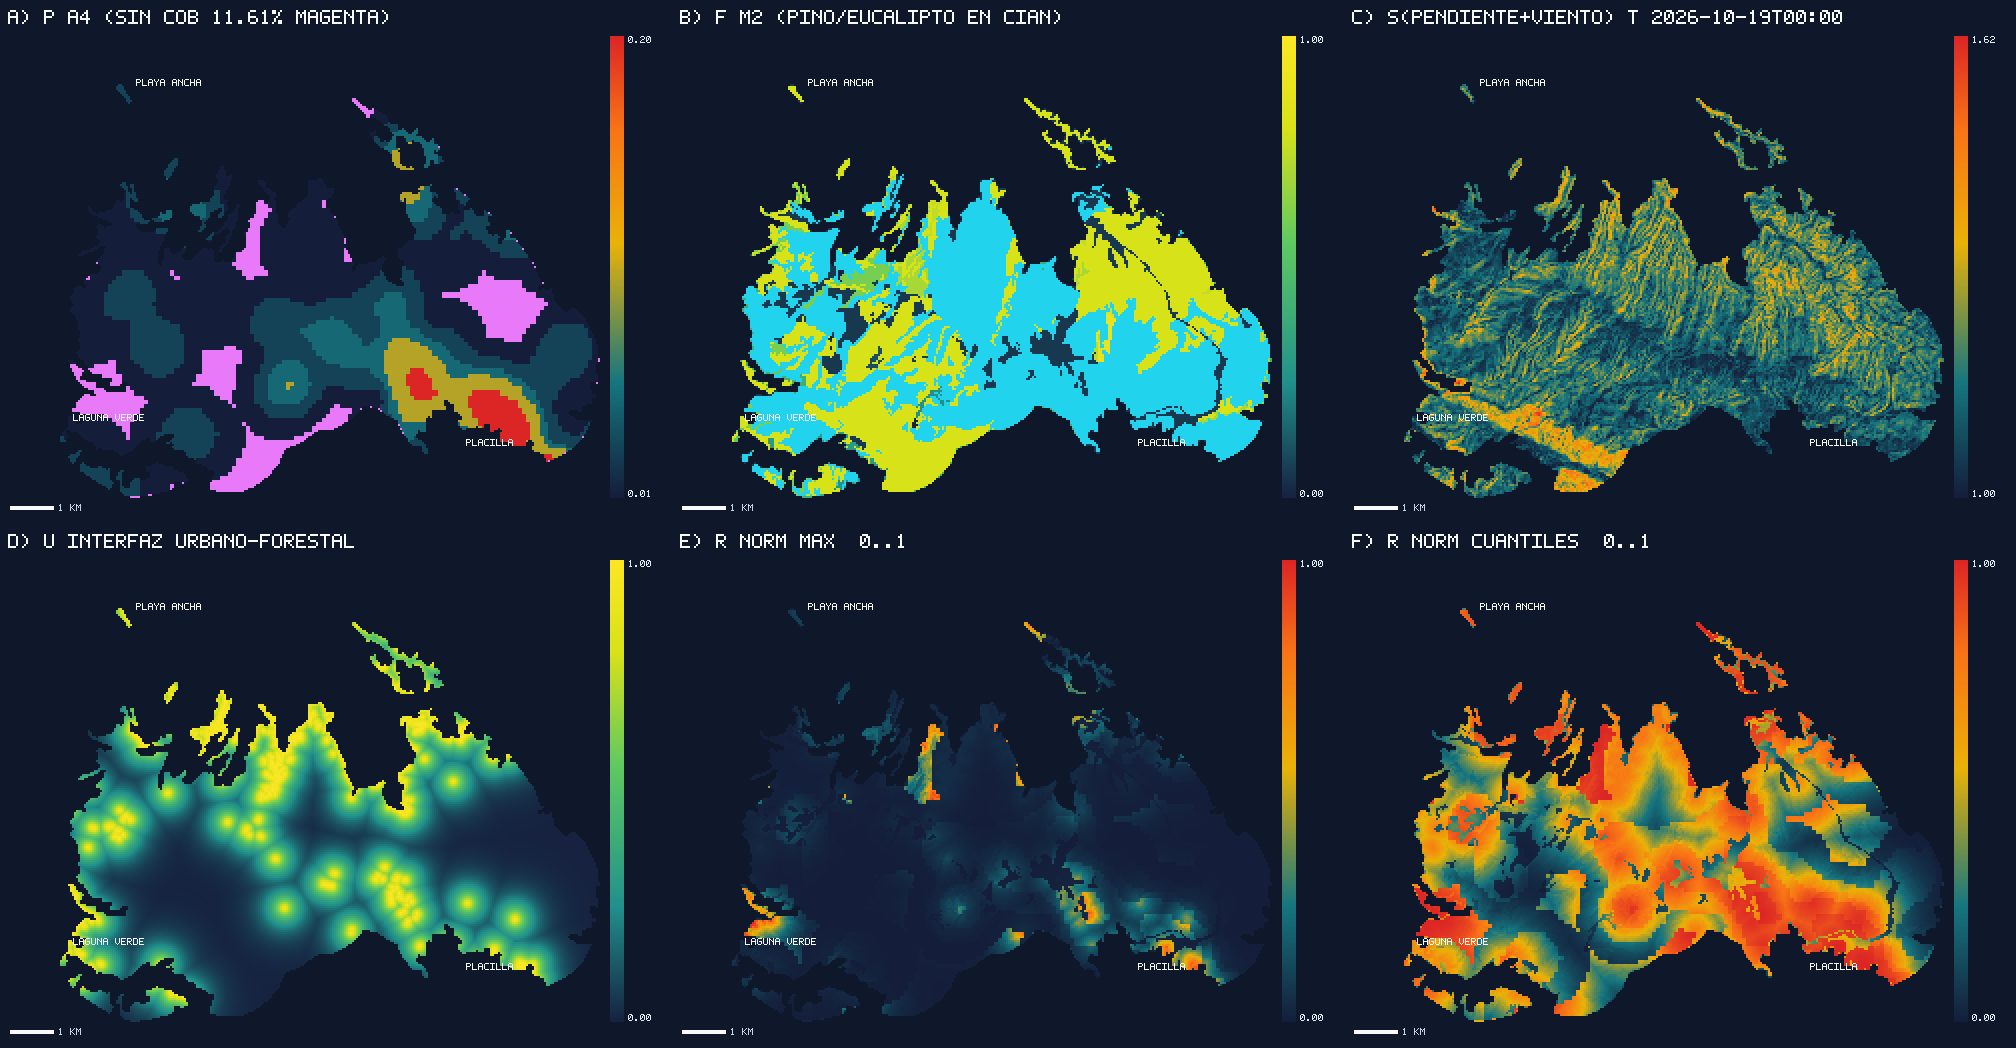 A) P A4 (SIN COB 11.61% MAGENTA)
0.20
PLAYA ANCHA
LAGUNA VERDE
PLACILLA
0.01
1 KM
B) F M2 (PINO/EUCALIPTO EN CIAN)
1.00
PLAYA ANCHA
LAGUNA VERDE
PLACILLA
0.00
1 KM
C) S(PENDIENTE+VIENTO) T 2026-10-19T00:00
1.62
PLAYA ANCHA
LAGUNA VERDE
PLACILLA
1.00
1 KM
D) U INTERFAZ URBANO-FORESTAL
1.00
PLAYA ANCHA
LAGUNA VERDE
PLACILLA
0.00
1 KM
E) R NORM MAX 0..1
1.00
PLAYA ANCHA
LAGUNA VERDE
PLACILLA
0.00
1 KM
F) R NORM CUANTILES 0..1
1.00
PLAYA ANCHA
LAGUNA VERDE
PLACILLA
0.00
1 KM